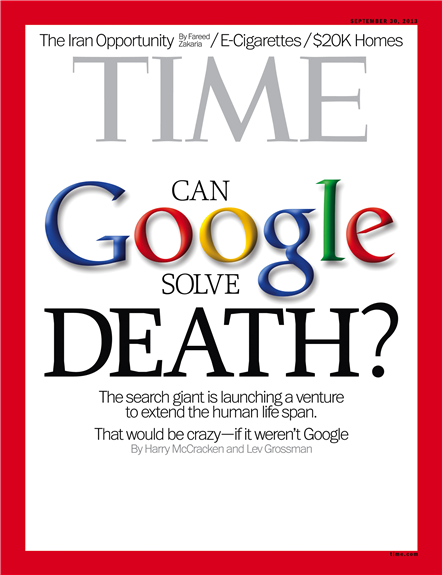 SEPTEMBER 30, 2013
The Iran Opportunity By Fareed Zakaria /E-Cigarettes /$20K Homes
TIME
CAN
Google
SOLVE
DEATH?
The search giant is launching a venture
to extend the human life span.
That would be crazy—if it weren't Google
By Harry McCracken and Lev Grossman
time.com